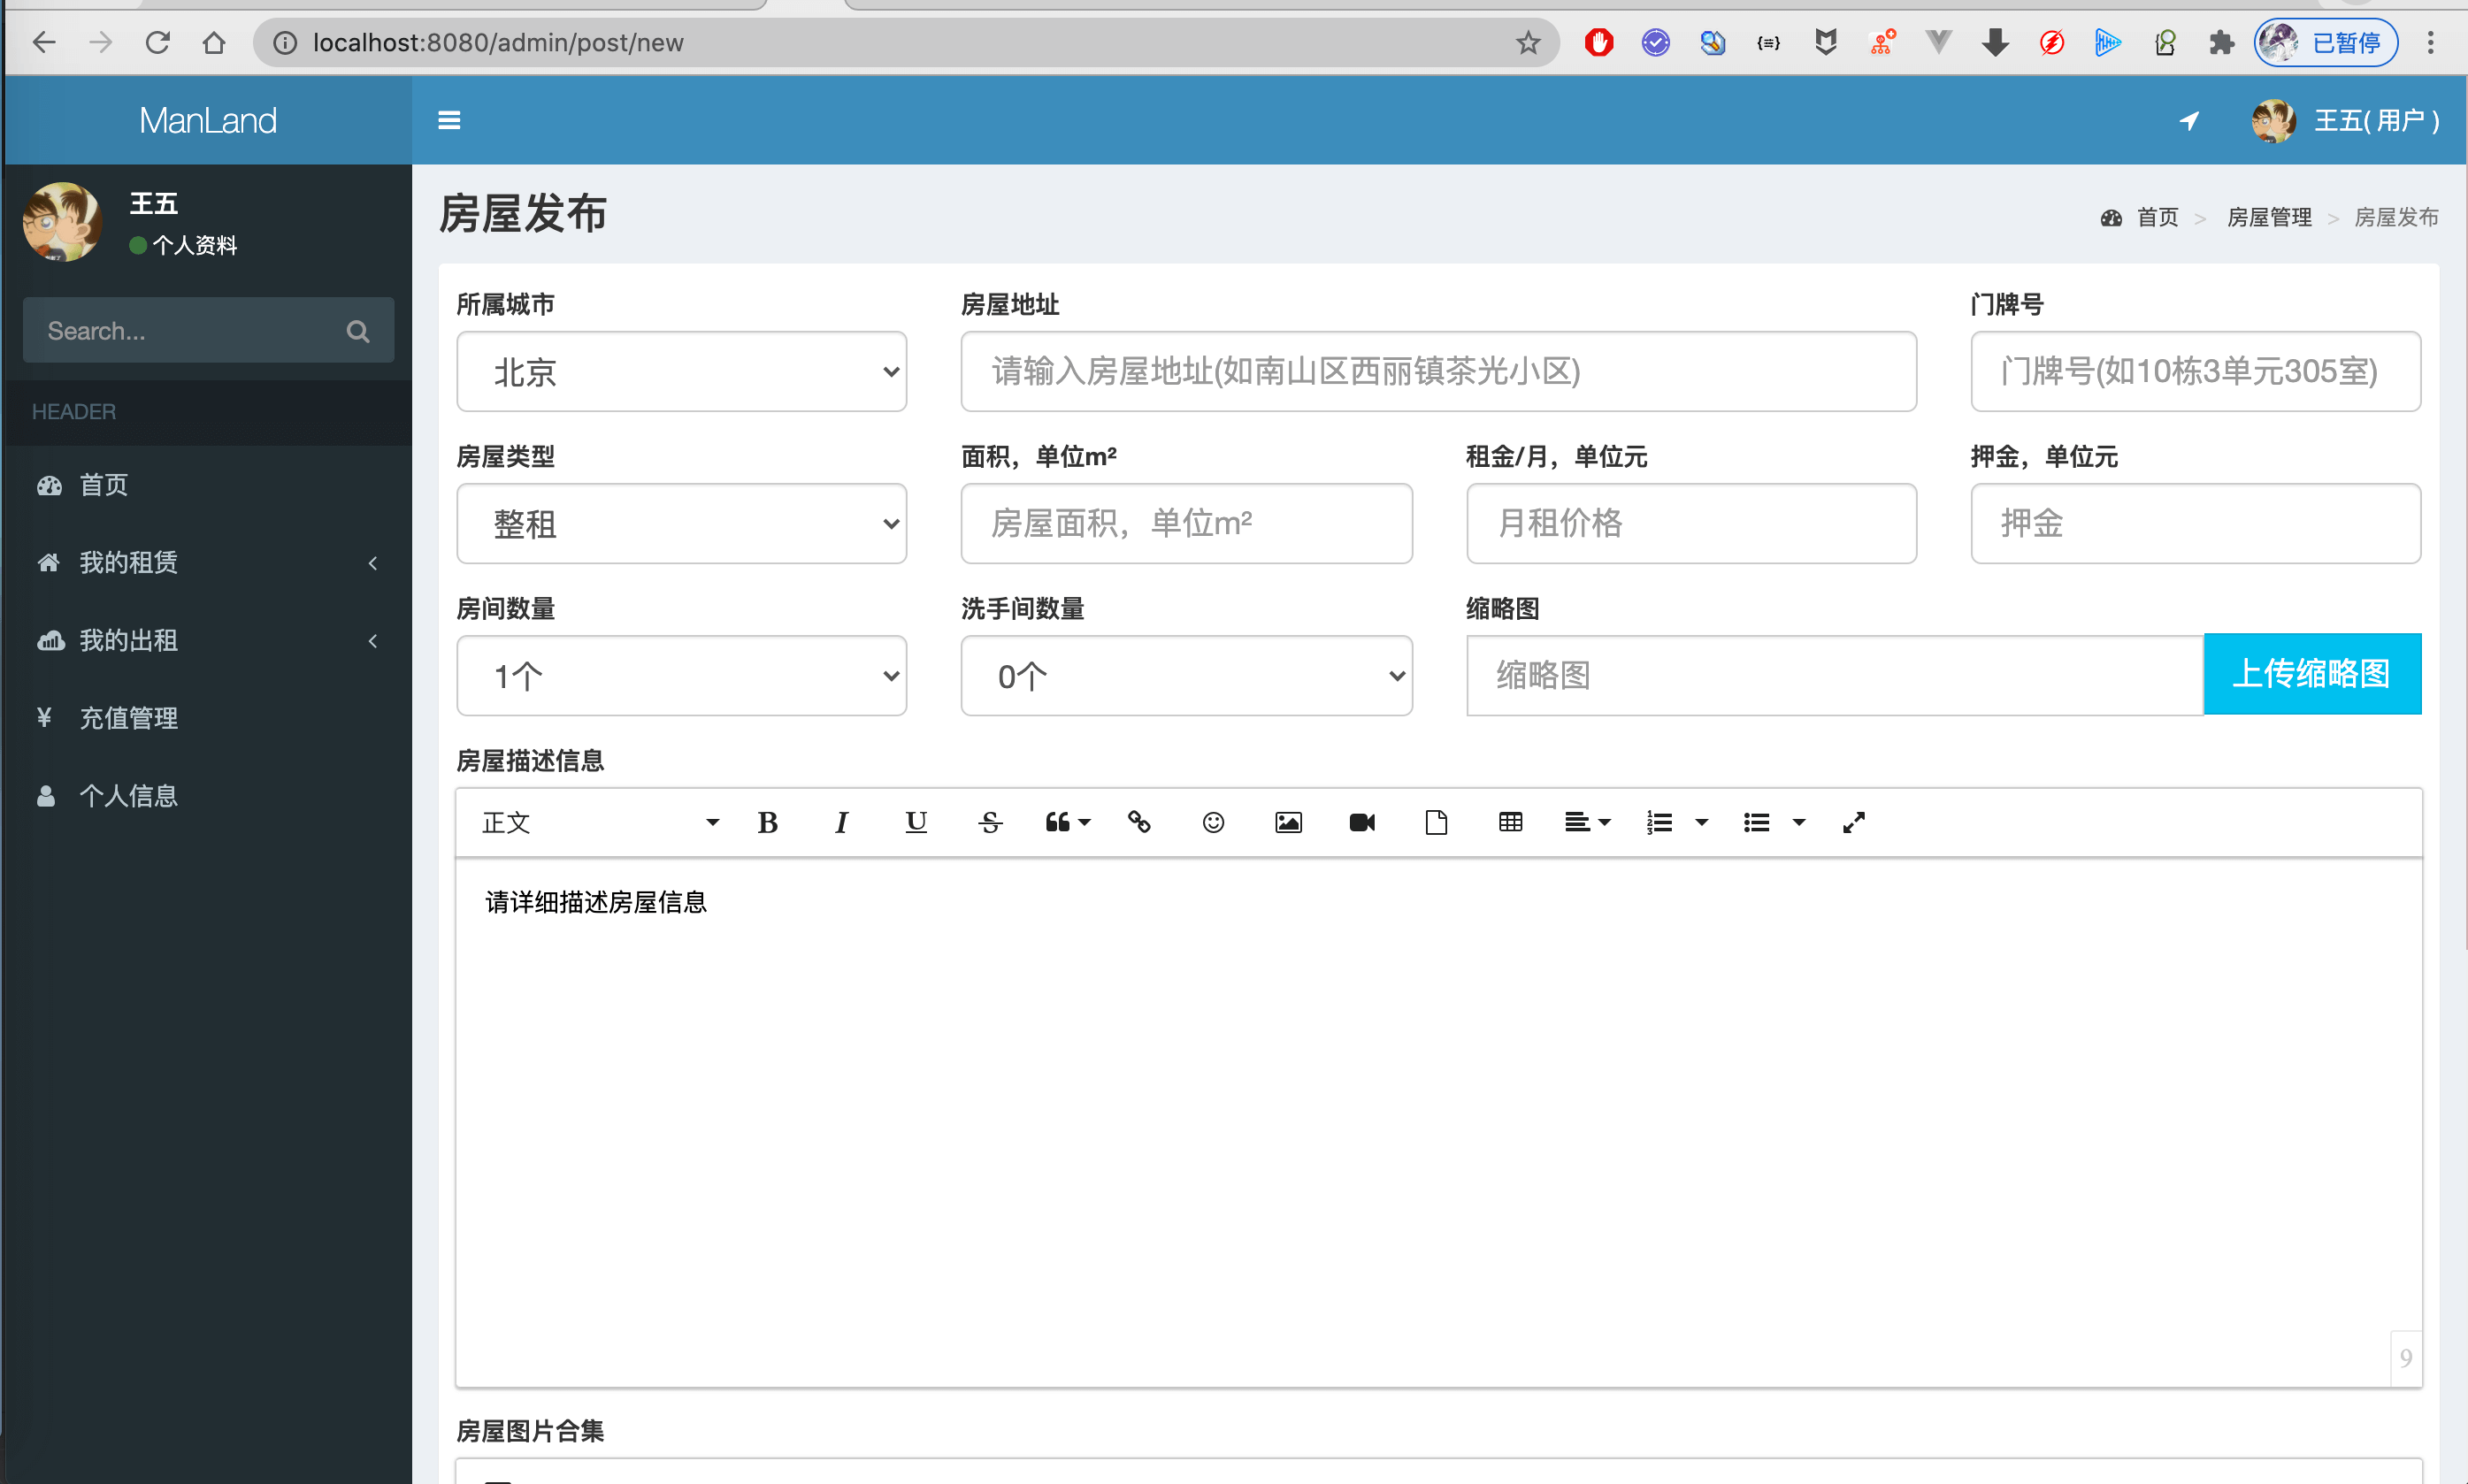 localhost:8080/admin/post/new
已暂停
ManLand
王五( 用户 )
王五
个人资料
Search...
HEADER
首页
我的租赁
我的出租
¥ 充值管理
个人信息
房屋发布
首页 > 房屋管理 > 房屋发布
所属城市 房屋地址 门牌号
北京 请输入房屋地址(如南山区西丽镇茶光小区) 门牌号(如10栋3单元305室)
房屋类型 面积，单位m² 租金/月，单位元 押金，单位元
整租 房屋面积，单位m² 月租价格 押金
房间数量 洗手间数量 缩略图
1个 0个 缩略图 上传缩略图
房屋描述信息
正文 B I U S
请详细描述房屋信息
9
房屋图片合集